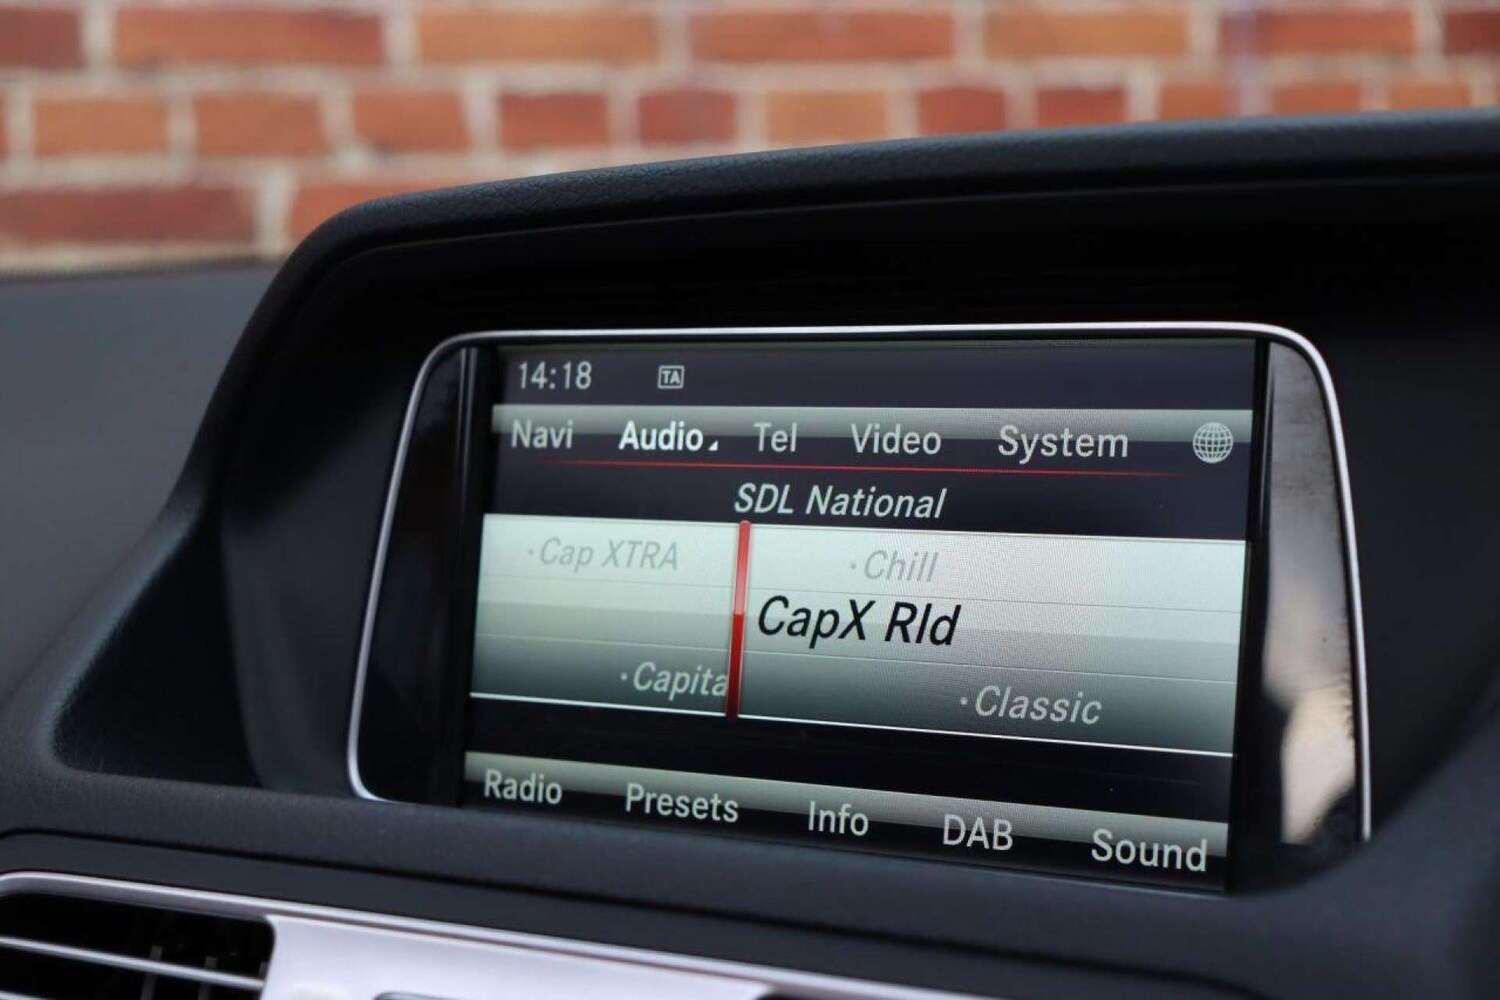 14:18 TA
Navi Audio Tel Video System
SDL National
·Cap XTRA ·Chill
CapX Rld
·Capita ·Classic
Radio Presets Info DAB Sound